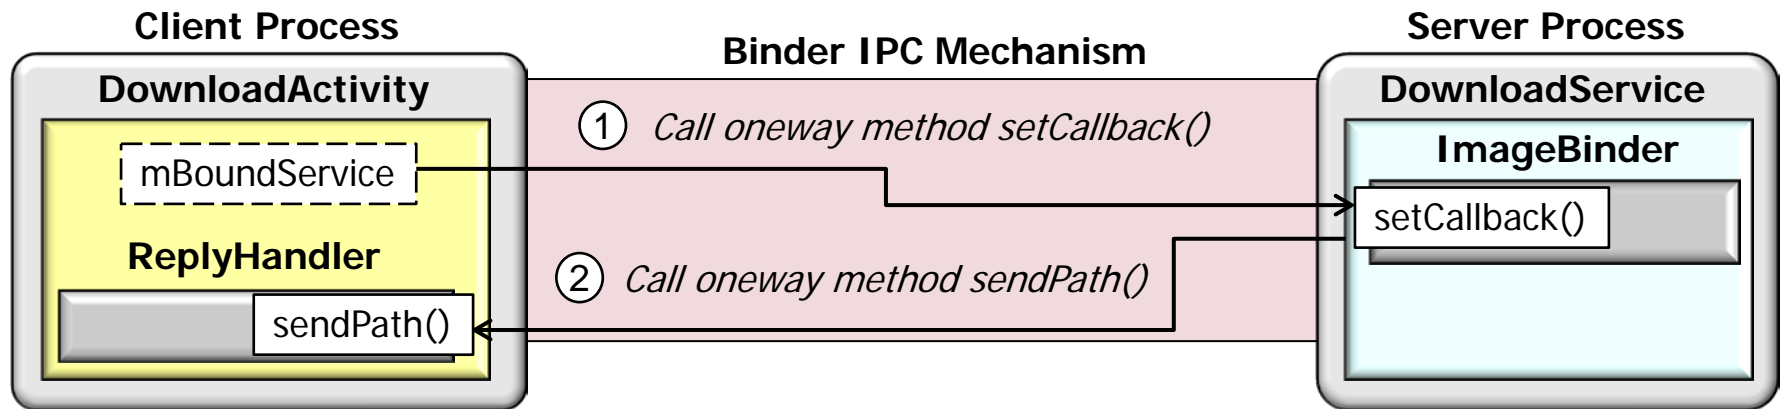 Client Process
Binder IPC Mechanism
Server Process
DownloadActivity
DownloadService
1 Call oneway method setCallback()
ImageBinder
mBoundService
setCallback()
ReplyHandler
2 Call oneway method sendPath()
sendPath()